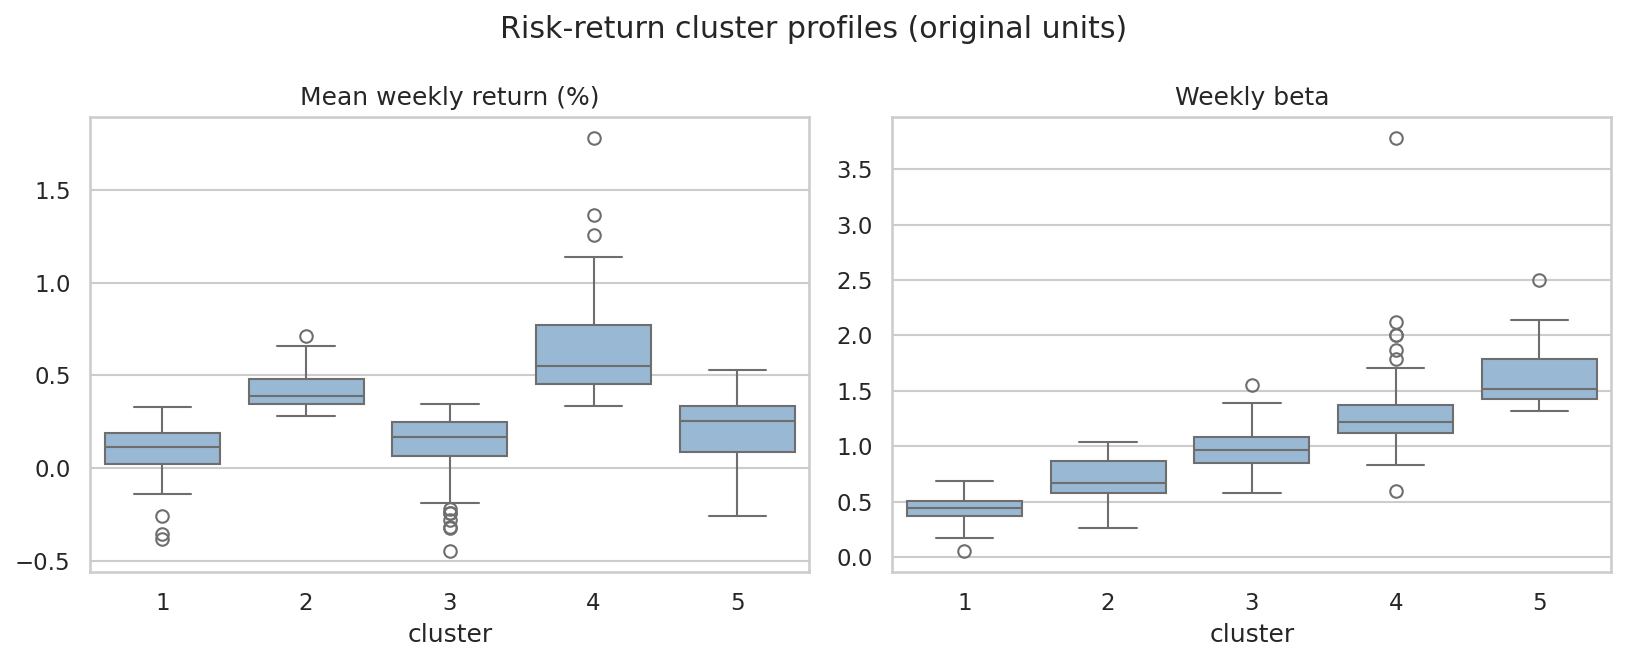 Risk-return cluster profiles (original units)
Mean weekly return (%)
1.5
1.0
0.5
0.0
−0.5
1 2 3 4 5
cluster
Weekly beta
3.5
3.0
2.5
2.0
1.5
1.0
0.5
0.0
1 2 3 4 5
cluster